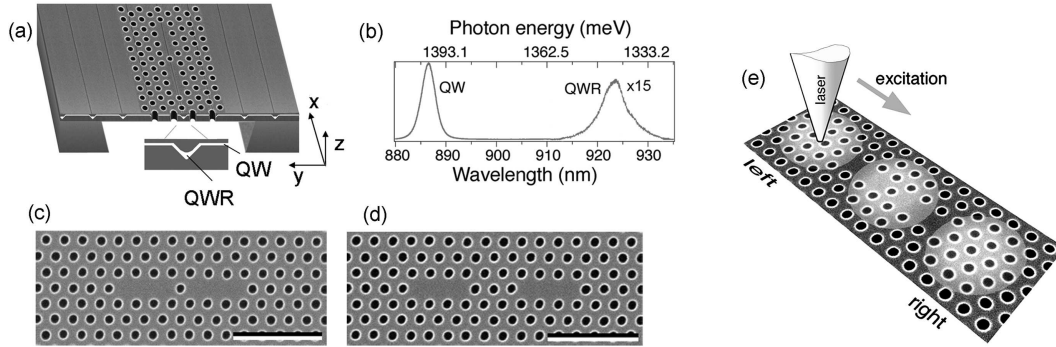 (a)
x
z
y
QW
QWR
(b)
Photon energy (meV)
1393.1 1362.5 1333.2
QW
QWR x15
880 890 900 910 920 930
Wavelength (nm)
(c)
(d)
(e)
laser
excitation
left
right